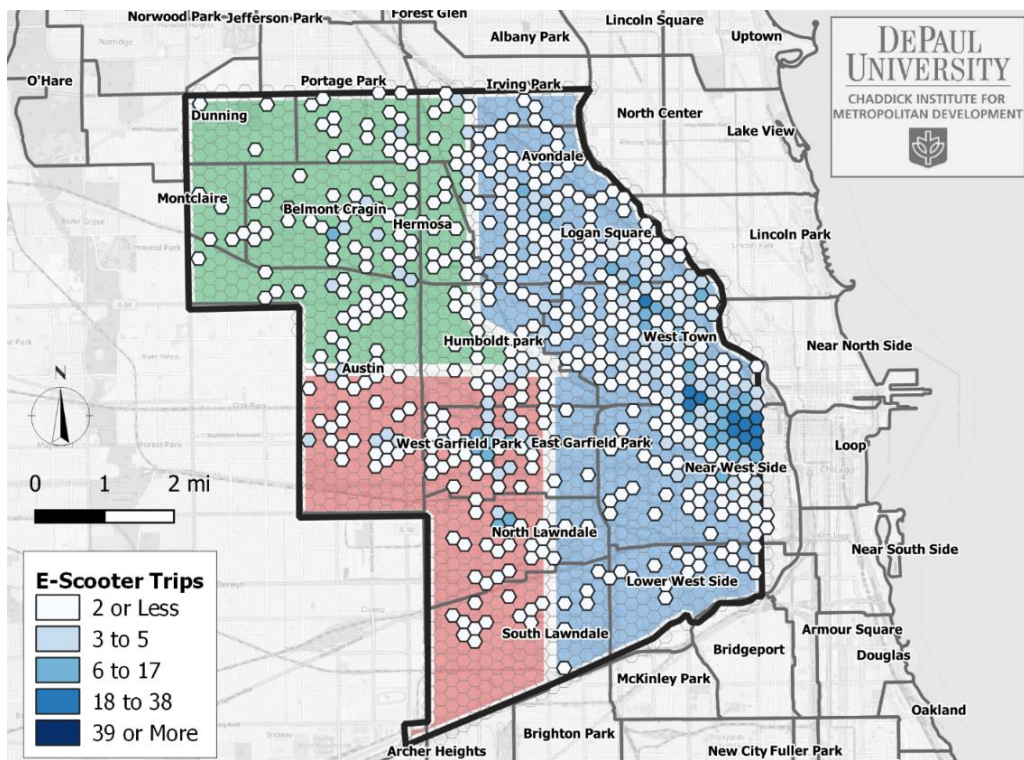 Norwood Park
Jefferson Park
Forest Glen
Albany Park
Lincoln Square
Uptown
O'Hare
Portage Park
Irving Park
Dunning
North Center
Lake View
DEPAUL
UNIVERSITY
CHADDICK INSTITUTE FOR
METROPOLITAN DEVELOPMENT
Avondale
Montclaire
Belmont Cragin
Hermosa
Logan Square
Lincoln Park
Humboldt park
West Town
Near North Side
Austin
N
West Garfield Park
East Garfield Park
Loop
Near West Side
0 1 2 mi
North Lawndale
Near South Side
Lower West Side
E-Scooter Trips
2 or Less
3 to 5
6 to 17
18 to 38
39 or More
South Lawndale
Armour Square
Bridgeport
Douglas
McKinley Park
Oakland
Brighton Park
Archer Heights
New City
Fuller Park